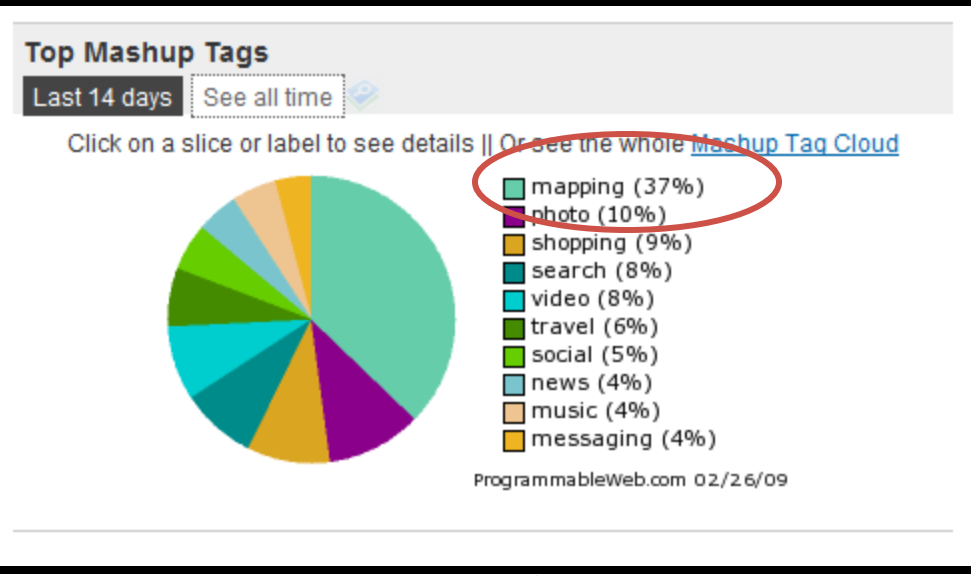 Top Mashup Tags
Last 14 days See all time
Click on a slice or label to see details || Or see the whole Mashup Tag Cloud
mapping (37%)
photo (10%)
shopping (9%)
search (8%)
video (8%)
travel (6%)
social (5%)
news (4%)
music (4%)
messaging (4%)
ProgrammableWeb.com 02/26/09